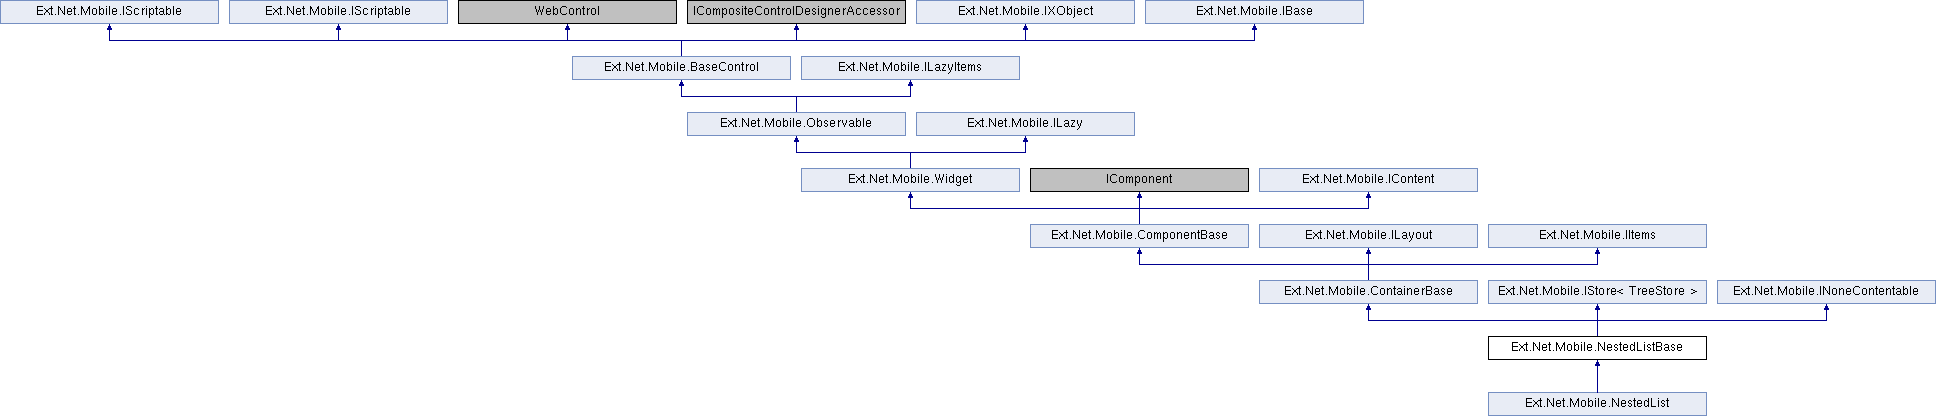 Ext.Net.Mobile.IScriptable
Ext.Net.Mobile.IScriptable
WebControl
ICompositeControlDesignerAccessor
Ext.Net.Mobile.IXObject
Ext.Net.Mobile.IBase
Ext.Net.Mobile.BaseControl
Ext.Net.Mobile.ILazyItems
Ext.Net.Mobile.Observable
Ext.Net.Mobile.ILazy
Ext.Net.Mobile.Widget
IComponent
Ext.Net.Mobile.IContent
Ext.Net.Mobile.ComponentBase
Ext.Net.Mobile.ILayout
Ext.Net.Mobile.IItems
Ext.Net.Mobile.ContainerBase
Ext.Net.Mobile.IStore< TreeStore >
Ext.Net.Mobile.INoneContentable
Ext.Net.Mobile.NestedListBase
Ext.Net.Mobile.NestedList